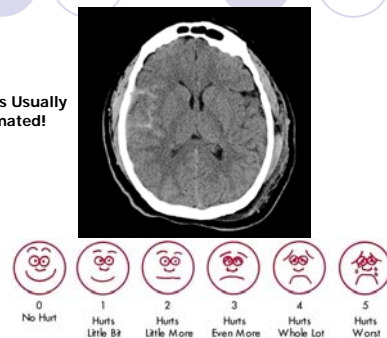 s Usually
nated!
0
No Hurt
1
Hurts
Little Bit
2
Hurts
Little More
3
Hurts
Even More
4
Hurts
Whole Lot
5
Hurts
Worst